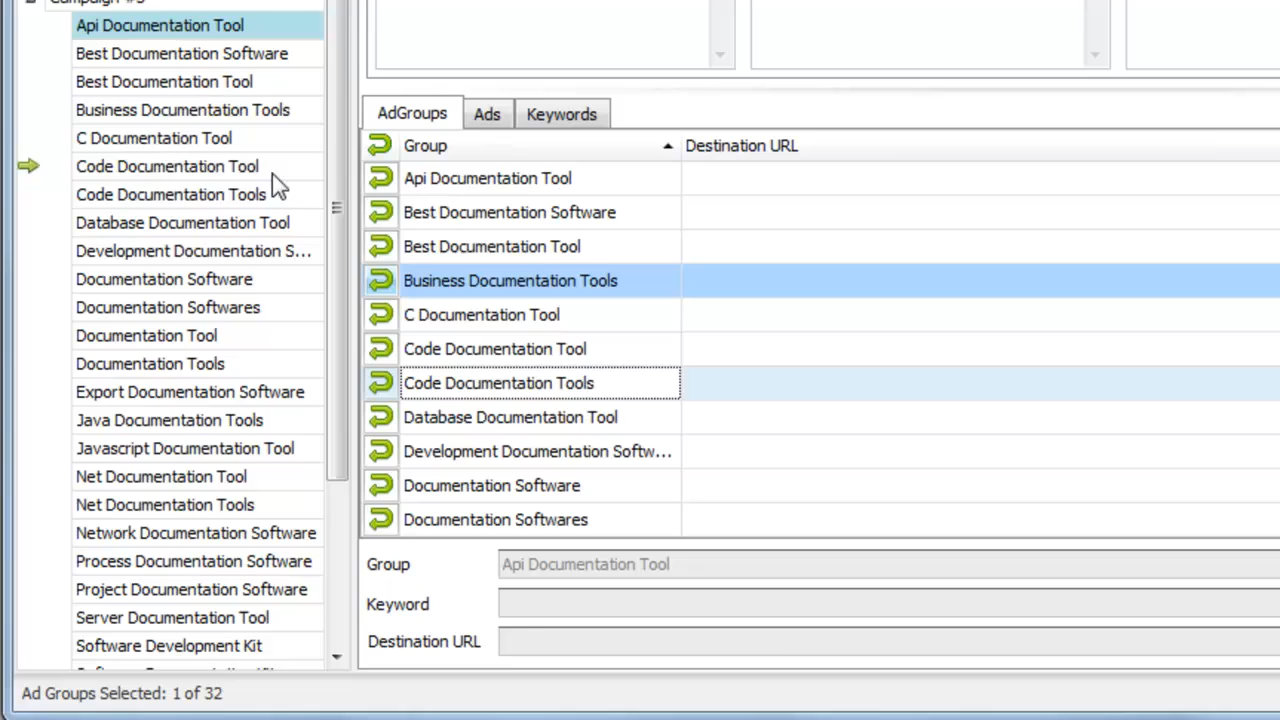 Api Documentation Tool
Best Documentation Software
Best Documentation Tool
Business Documentation Tools
C Documentation Tool
Code Documentation Tool
Code Documentation Tools
Database Documentation Tool
Development Documentation S...
Documentation Software
Documentation Softwares
Documentation Tool
Documentation Tools
Export Documentation Software
Java Documentation Tools
Javascript Documentation Tool
Net Documentation Tool
Net Documentation Tools
Network Documentation Software
Process Documentation Software
Project Documentation Software
Server Documentation Tool
Software Development Kit
Ad Groups Selected: 1 of 32
AdGroups Ads Keywords
Group Destination URL
Api Documentation Tool
Best Documentation Software
Best Documentation Tool
Business Documentation Tools
C Documentation Tool
Code Documentation Tool
Code Documentation Tools
Database Documentation Tool
Development Documentation Softw...
Documentation Software
Documentation Softwares
Group Api Documentation Tool
Keyword
Destination URL